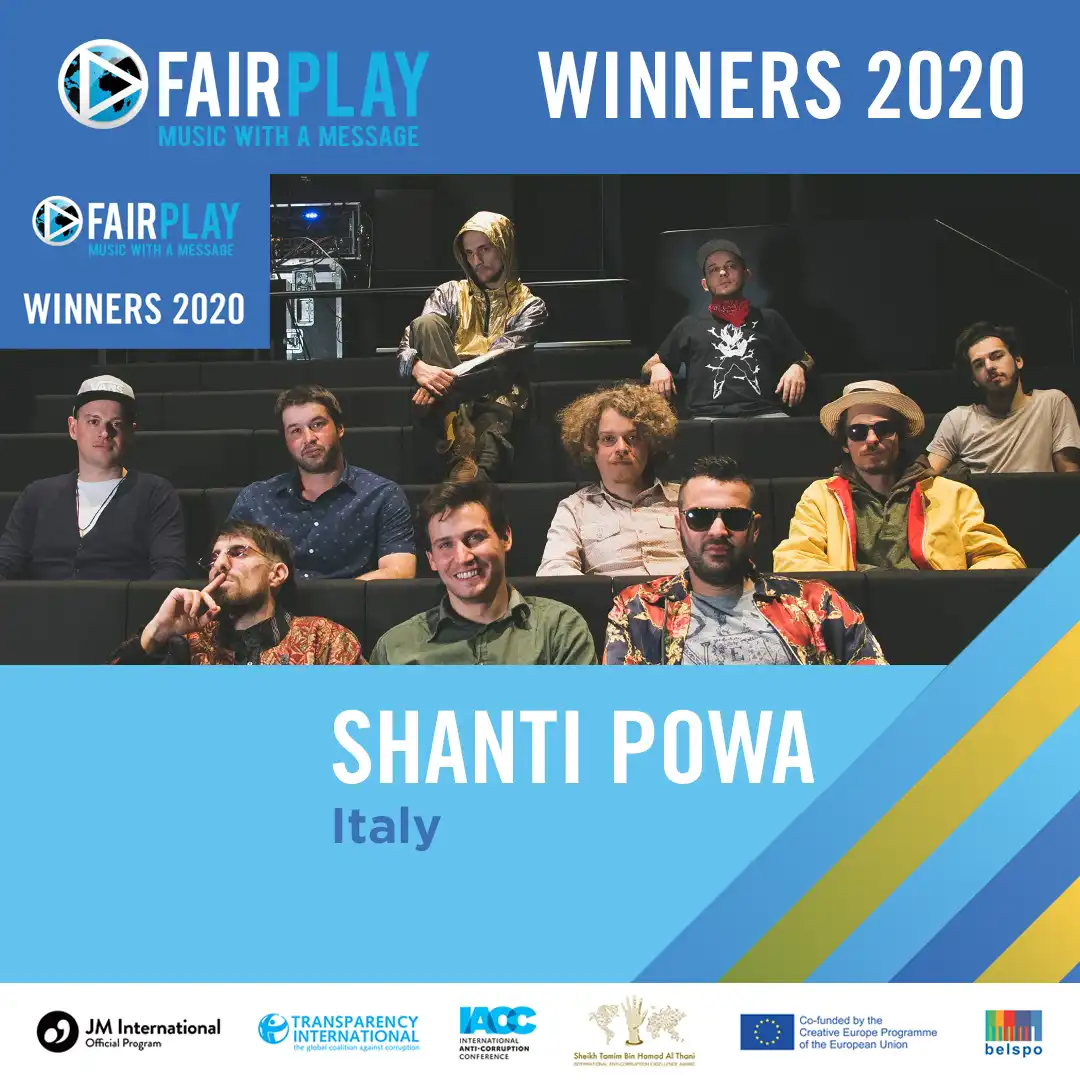 FAIRPLAY
MUSIC WITH A MESSAGE
WINNERS 2020
FAIRPLAY
MUSIC WITH A MESSAGE
WINNERS 2020
VANS
SHANTI POWA
Italy
JM International
Official Program
TRANSPARENCY
INTERNATIONAL
the global coalition against corruption
IACC
INTERNATIONAL
ANTI-CORRUPTION
CONFERENCE
Sheikh Tamim Bin Hamad Al Thani
INTERNATIONAL ANTI-CORRUPTION EXCELLENCE AWARD
Co-funded by the
Creative Europe Programme
of the European Union
belspo